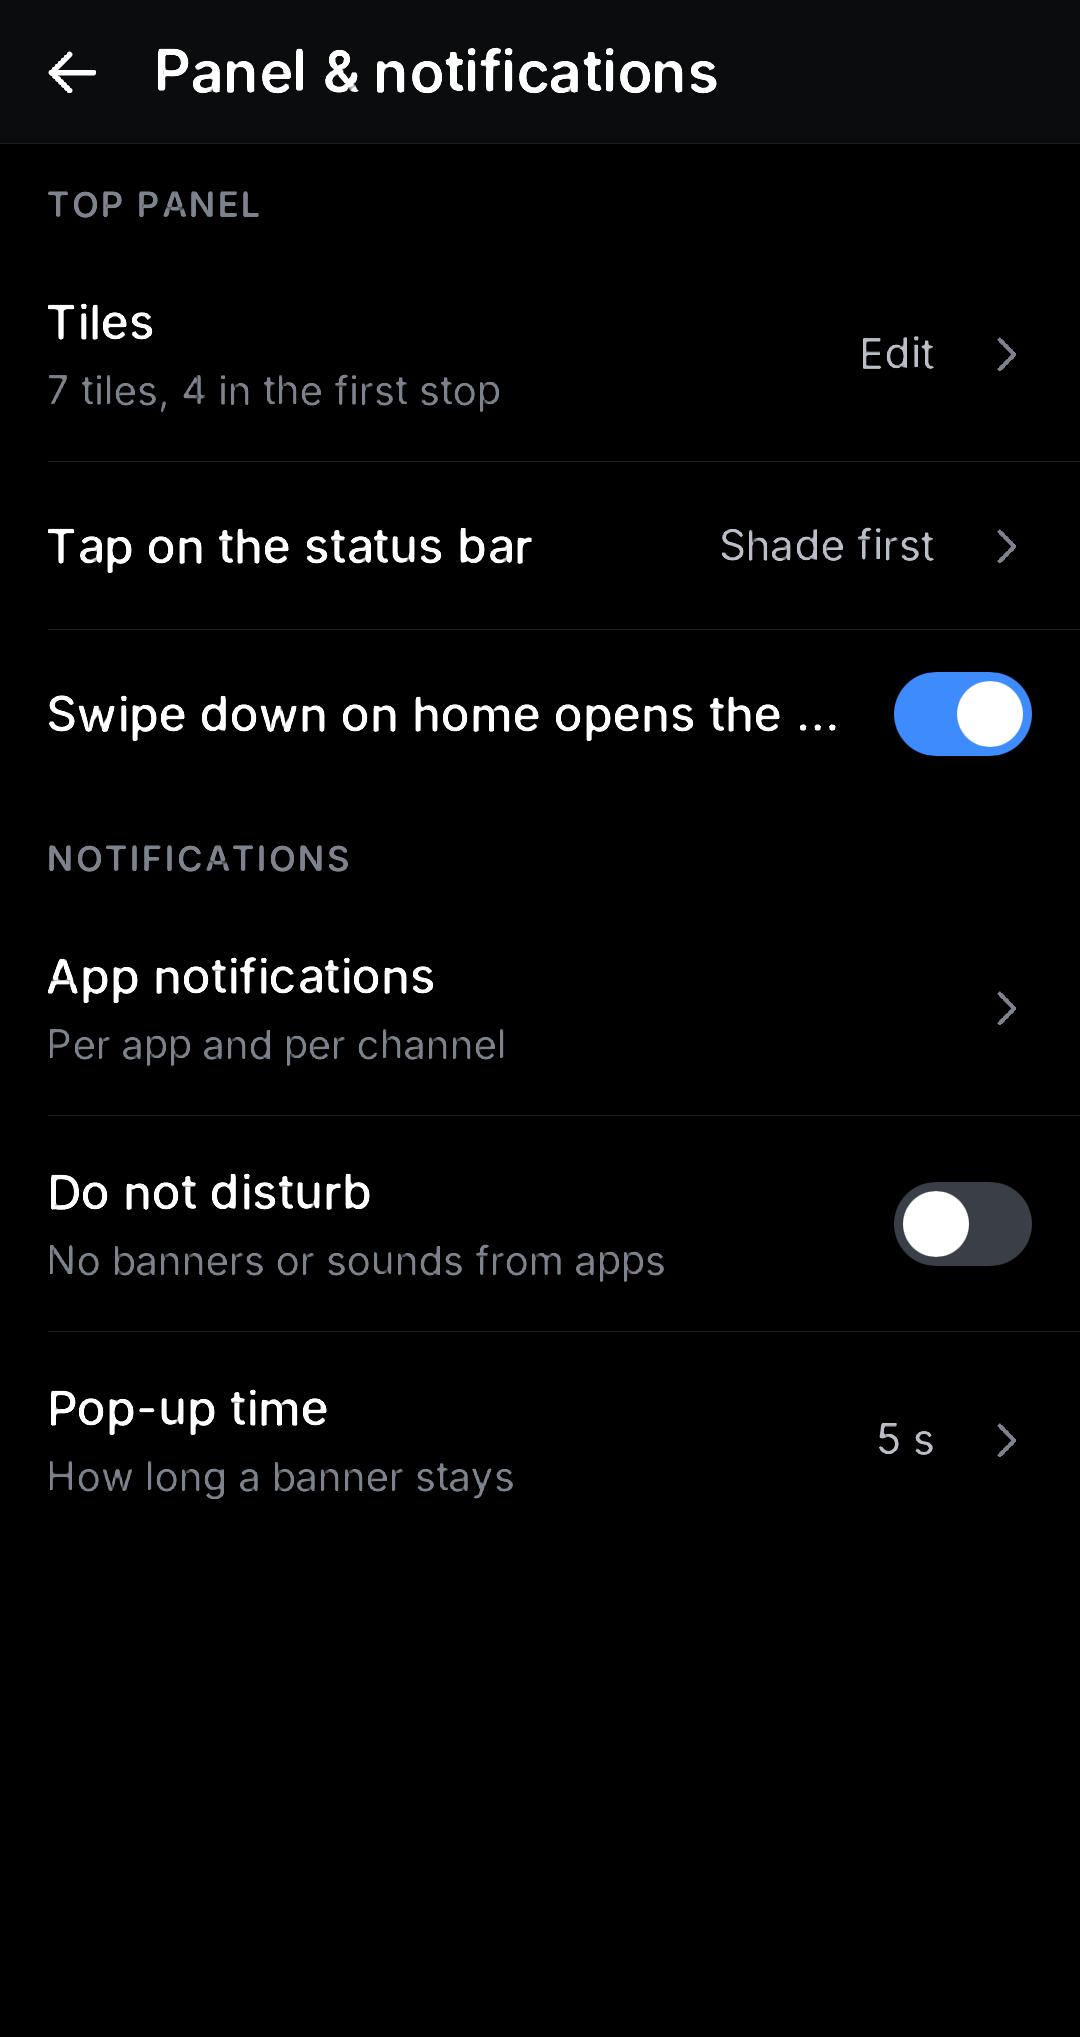 Panel & notifications
TOP PANEL
Tiles
7 tiles, 4 in the first stop
Edit
Tap on the status bar
Shade first
Swipe down on home opens the ...
NOTIFICATIONS
App notifications
Per app and per channel
Do not disturb
No banners or sounds from apps
Pop-up time
How long a banner stays
5 s